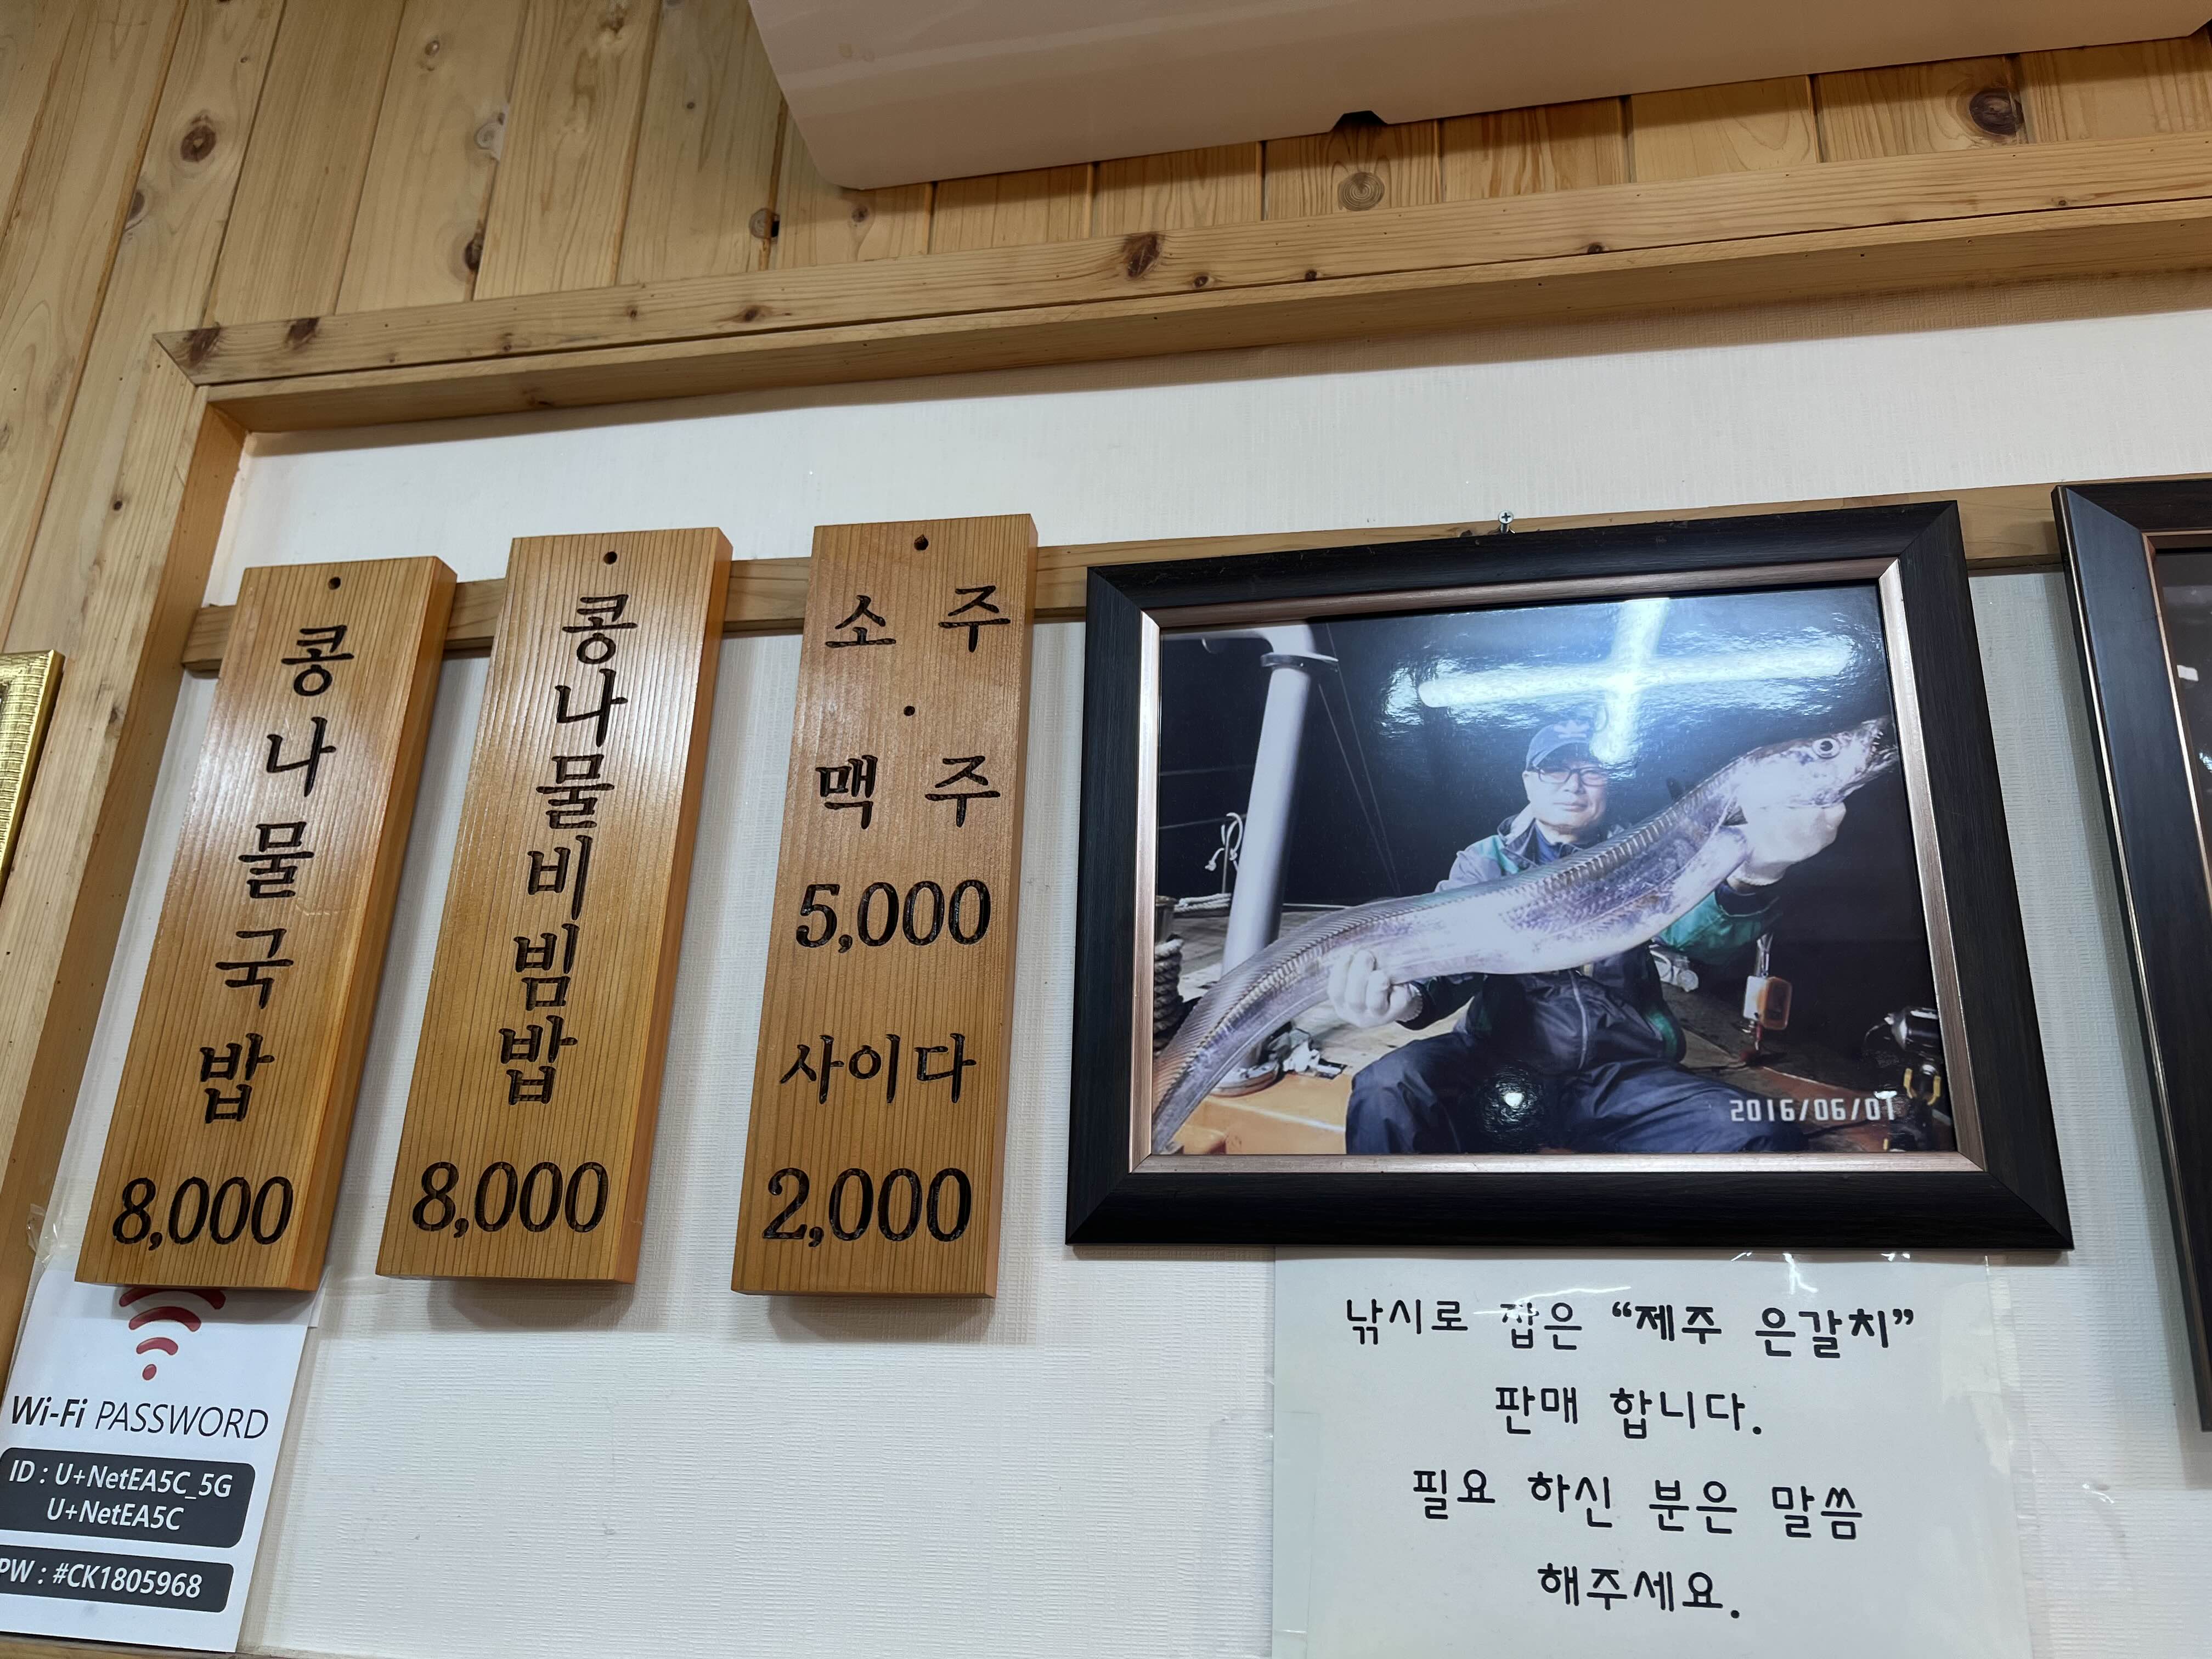 콩나물국밥
8,000
콩나물비빔밥
8,000
소주
·
맥주
5,000
사이다
2,000
2016/06/01
낚시로 잡은 “제주 은갈치”
판매 합니다.
필요 하신 분은 말씀
해주세요.
Wi-Fi PASSWORD
ID : U+NetEA5C_5G
U+NetEA5C
PW : #CK1805968